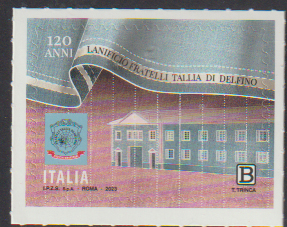 120
ANNI
LANIFICIO FRATELLI TALLIA DI DELFINO
ITALIA
B
I.P.Z.S. S.p.A. ROMA 2023
T. TRINCA